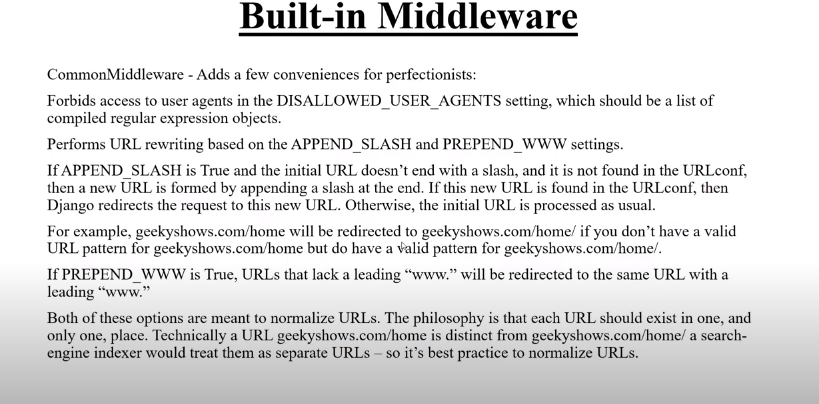 Built-in Middleware
CommonMiddleware - Adds a few conveniences for perfectionists:
Forbids access to user agents in the DISALLOWED_USER_AGENTS setting, which should be a list of
compiled regular expression objects.
Performs URL rewriting based on the APPEND_SLASH and PREPEND_WWW settings.
If APPEND_SLASH is True and the initial URL doesn’t end with a slash, and it is not found in the URLconf,
then a new URL is formed by appending a slash at the end. If this new URL is found in the URLconf, then
Django redirects the request to this new URL. Otherwise, the initial URL is processed as usual.
For example, geekyshows.com/home will be redirected to geekyshows.com/home/ if you don’t have a valid
URL pattern for geekyshows.com/home but do have a valid pattern for geekyshows.com/home/.
If PREPEND_WWW is True, URLs that lack a leading “www.” will be redirected to the same URL with a
leading “www.”
Both of these options are meant to normalize URLs. The philosophy is that each URL should exist in one, and
only one, place. Technically a URL geekyshows.com/home is distinct from geekyshows.com/home/ a search-
engine indexer would treat them as separate URLs – so it’s best practice to normalize URLs.